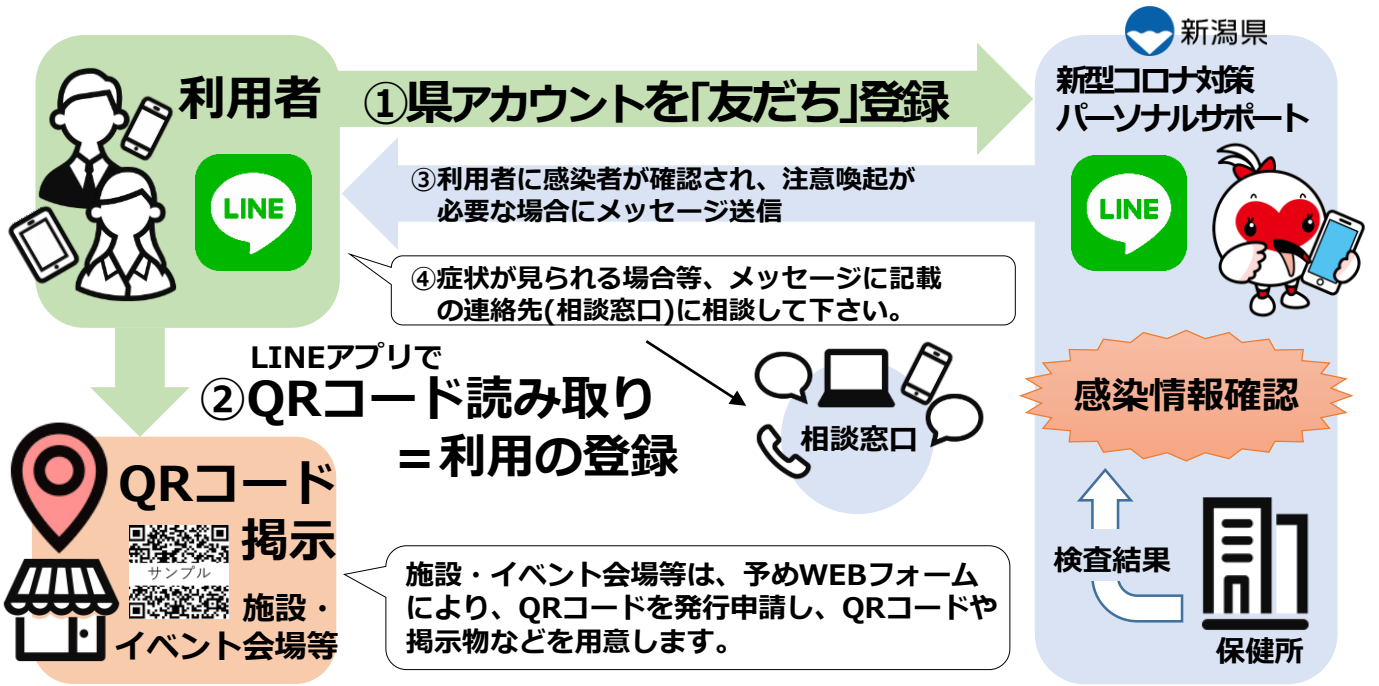 新潟県
利用者
①県アカウントを「友だち」登録
新型コロナ対策
パーソナルサポート
LINE
③利用者に感染者が確認され、注意喚起が
必要な場合にメッセージ送信
LINE
④症状が見られる場合等、メッセージに記載
の連絡先(相談窓口)に相談して下さい。
LINEアプリで
②QRコード読み取り
=利用の登録
相談窓口
感染情報確認
QRコード
掲示
サンプル
施設・
イベント会場等
施設・イベント会場等は、予めWEBフォーム
により、QRコードを発行申請し、QRコードや
掲示物などを用意します。
検査結果
保健所